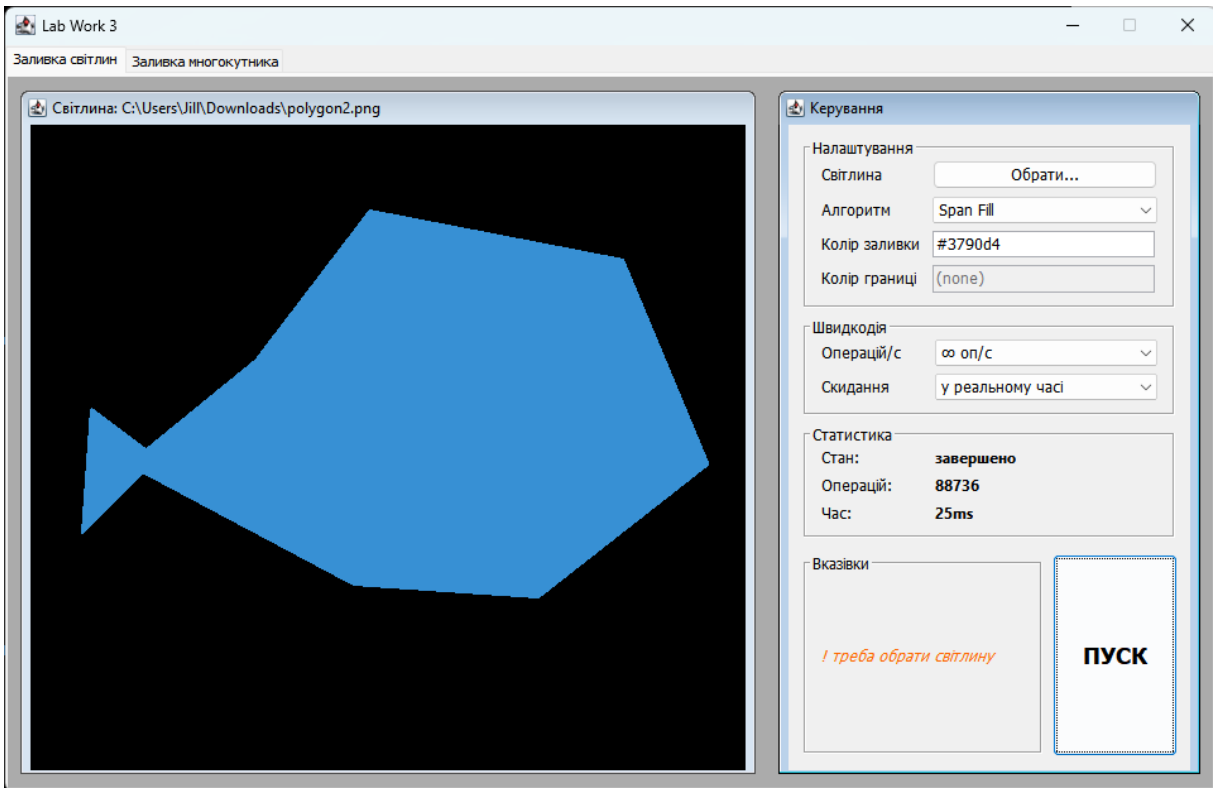 Lab Work 3
Заливка світлин Заливка многокутника
Світлина: C:\Users\Jill\Downloads\polygon2.png
Керування
Налаштування
Світлина Обрати...
Алгоритм Span Fill
Колір заливки #3790d4
Колір границі (none)
Швидкодія
Операцій/с ∞ оп/с
Скидання у реальному часі
Статистика
Стан: завершено
Операцій: 88736
Час: 25ms
Вказівки
! треба обрати світлину
ПУСК